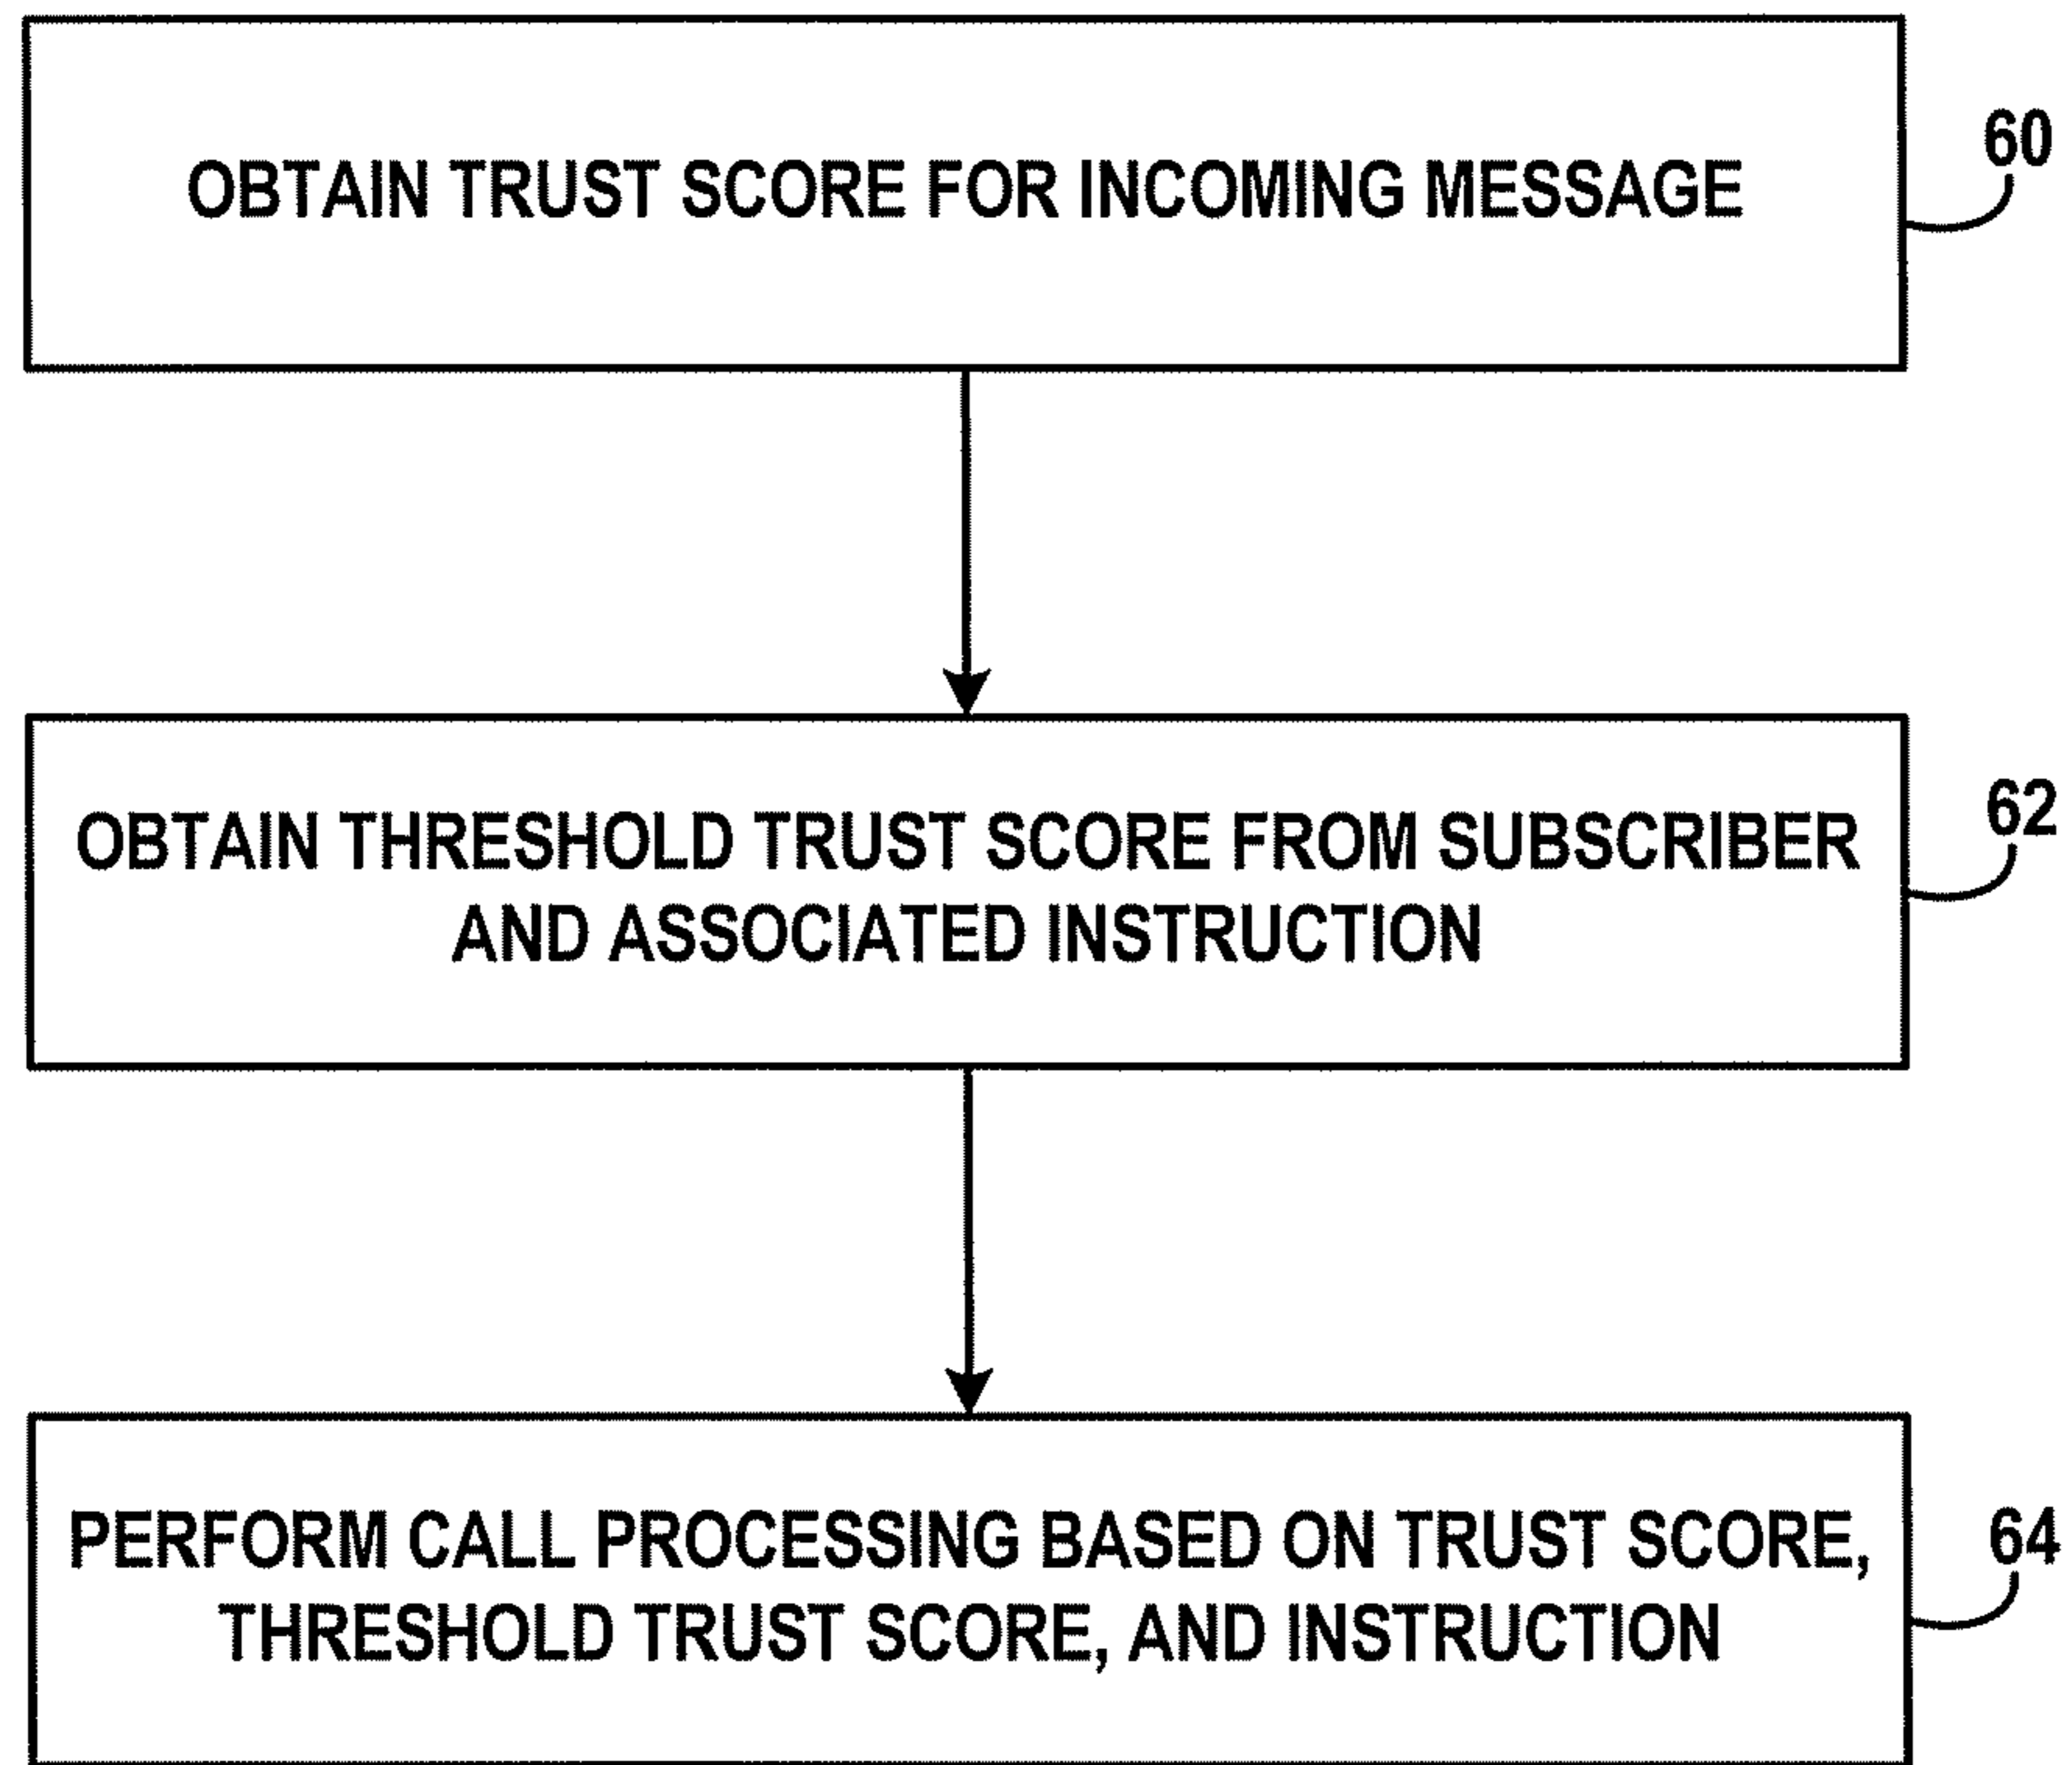 OBTAIN TRUST SCORE FOR INCOMING MESSAGE
60
OBTAIN THRESHOLD TRUST SCORE FROM SUBSCRIBER
AND ASSOCIATED INSTRUCTION
62
PERFORM CALL PROCESSING BASED ON TRUST SCORE,
THRESHOLD TRUST SCORE, AND INSTRUCTION
64